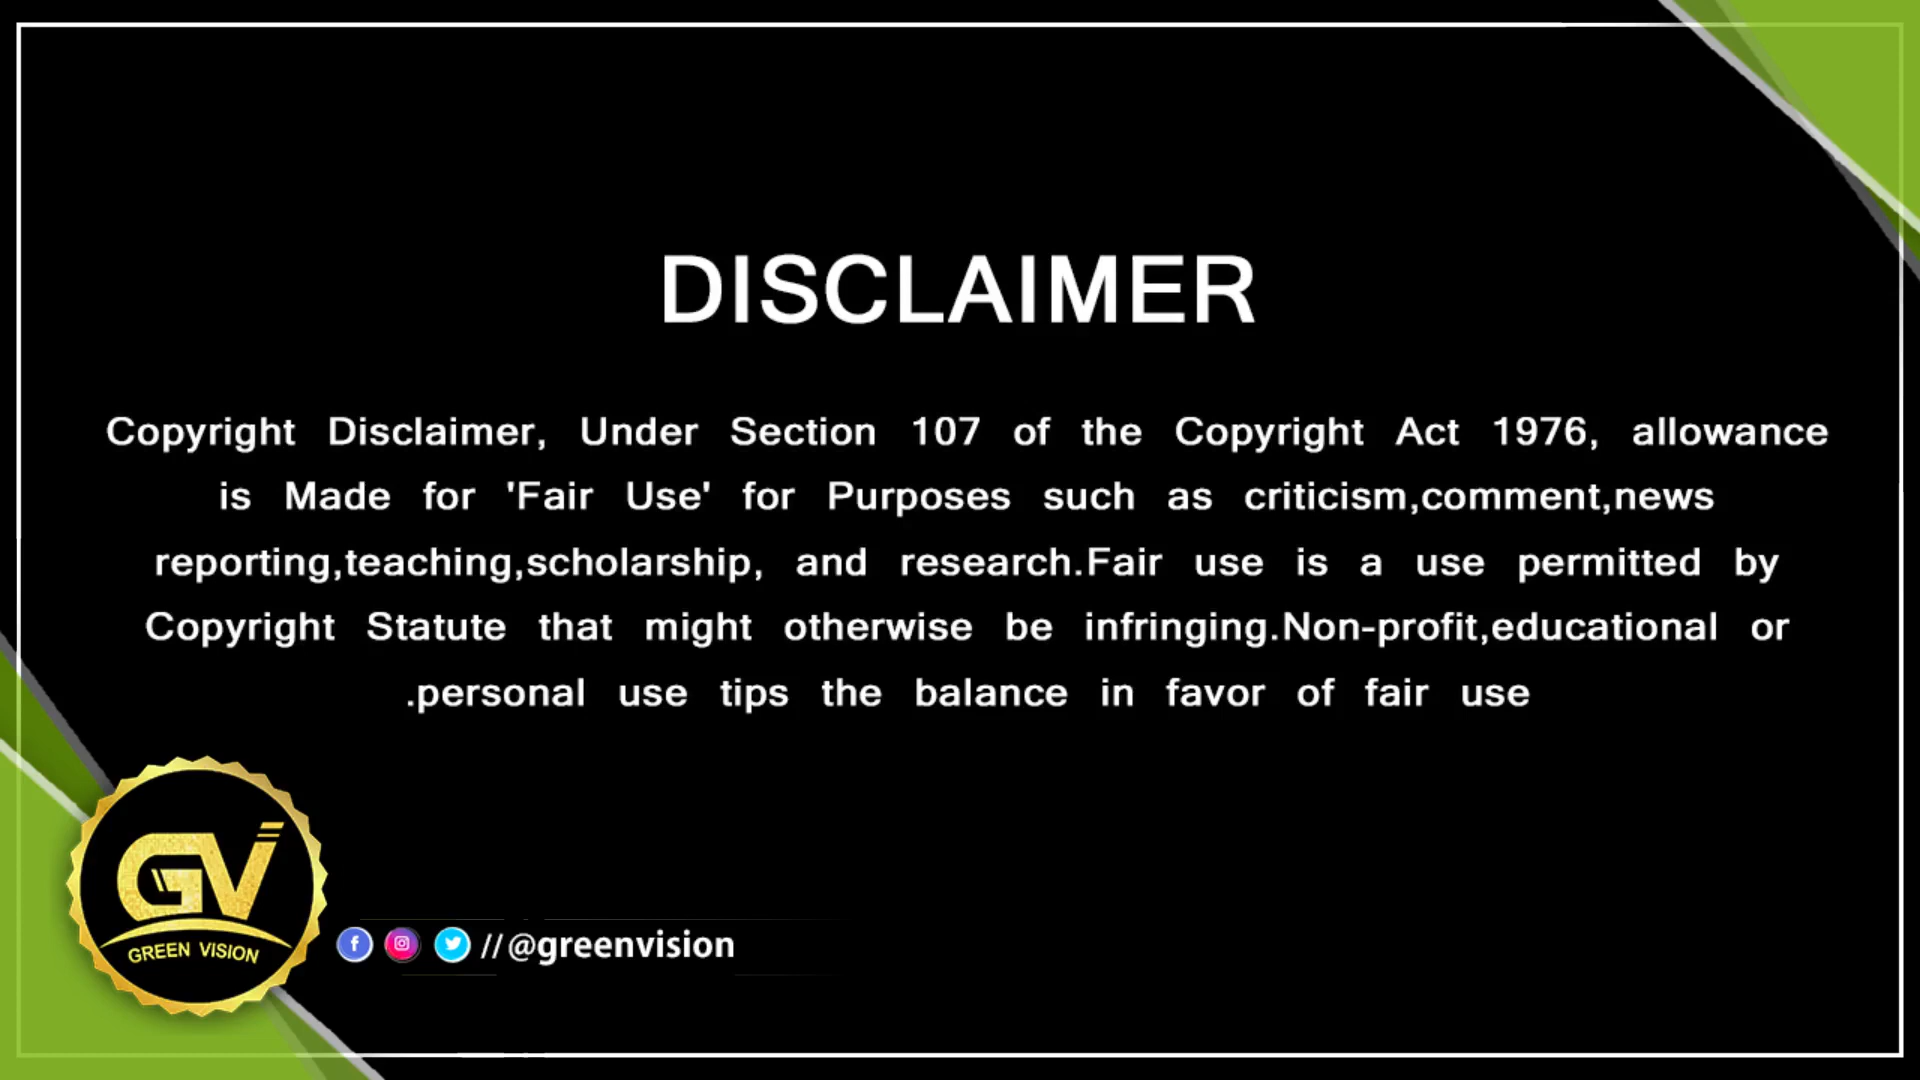 DISCLAIMER
Copyright Disclaimer, Under Section 107 of the Copyright Act 1976, allowance
is Made for 'Fair Use' for Purposes such as criticism,comment,news
reporting,teaching,scholarship, and research.Fair use is a use permitted by
Copyright Statute that might otherwise be infringing.Non-profit,educational or
.personal use tips the balance in favor of fair use
GV
GREEN VISION
//@greenvision